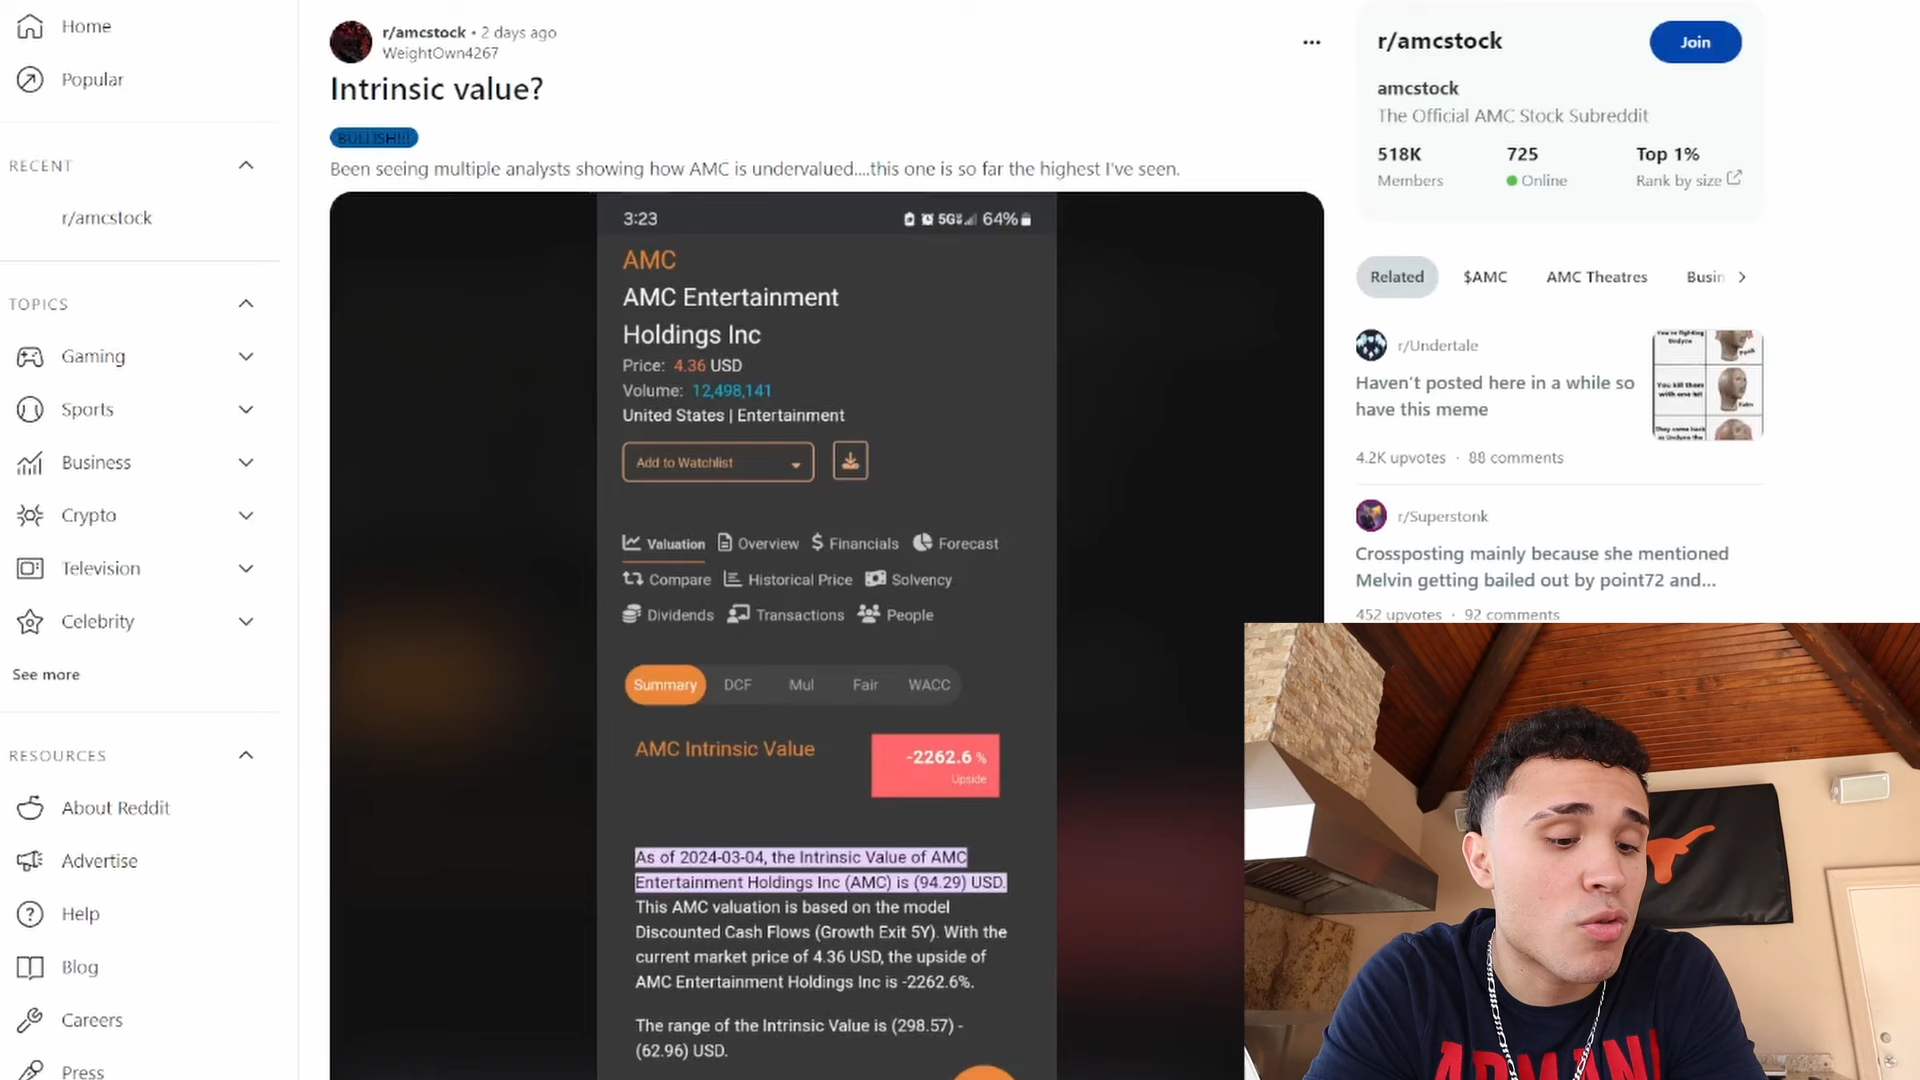 Home
Popular
RECENT
r/amcstock
TOPICS
Gaming
Sports
Business
Crypto
Television
Celebrity
See more
RESOURCES
About Reddit
Advertise
Help
Blog
Careers
Press
r/amcstock • 2 days ago
WeightOwn4267
Intrinsic value?
BULLISH!!!
Been seeing multiple analysts showing how AMC is undervalued....this one is so far the highest I've seen.
3:23
5G
64%
AMC
AMC Entertainment
Holdings Inc
Price: 4.36 USD
Volume: 12,498,141
United States | Entertainment
Add to Watchlist
Valuation Overview Financials Forecast
Compare Historical Price Solvency
Dividends Transactions People
Summary DCF Mul Fair WACC
AMC Intrinsic Value
-2262.6 %
Upside
As of 2024-03-04, the Intrinsic Value of AMC
Entertainment Holdings Inc (AMC) is (94.29) USD.
This AMC valuation is based on the model
Discounted Cash Flows (Growth Exit 5Y). With the
current market price of 4.36 USD, the upside of
AMC Entertainment Holdings Inc is -2262.6%.
The range of the Intrinsic Value is (298.57) -
(62.96) USD.
r/amcstock
Join
amcstock
The Official AMC Stock Subreddit
518K 725 Top 1%
Members Online Rank by size
Related $AMC AMC Theatres Busin
r/Undertale
Haven't posted here in a while so
have this meme
4.2K upvotes · 88 comments
You kill them
with one hit
r/Superstonk
Crossposting mainly because she mentioned
Melvin getting bailed out by point72 and...
452 upvotes · 92 comments
ARMANI